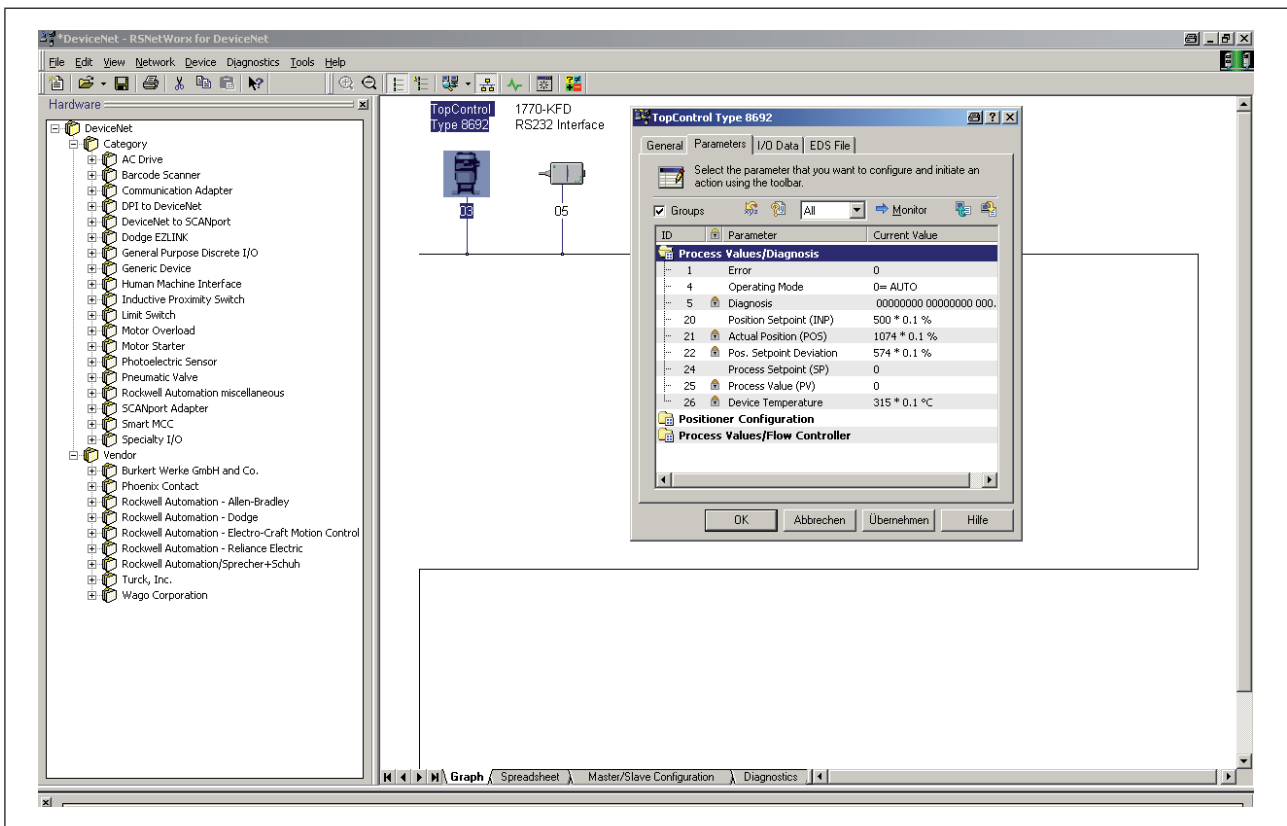 *DeviceNet - RSNetWorx for DeviceNet
File Edit View Network Device Diagnostics Tools Help
Hardware
DeviceNet
Category
AC Drive
Barcode Scanner
Communication Adapter
DPI to DeviceNet
DeviceNet to SCANport
Dodge EZLINK
General Purpose Discrete I/O
Generic Device
Human Machine Interface
Inductive Proximity Switch
Limit Switch
Motor Overload
Motor Starter
Photoelectric Sensor
Pneumatic Valve
Rockwell Automation miscellaneous
SCANport Adapter
Smart MCC
Specialty I/O
Vendor
Burkert Werke GmbH and Co.
Phoenix Contact
Rockwell Automation - Allen-Bradley
Rockwell Automation - Dodge
Rockwell Automation - Electro-Craft Motion Control
Rockwell Automation - Reliance Electric
Rockwell Automation/Sprecher+Schuh
Turck, Inc.
Wago Corporation
TopControl
Type 8692
03
1770-KFD
RS232 Interface
05
TopControl Type 8692
General Parameters I/O Data EDS File
Select the parameter that you want to configure and initiate an
action using the toolbar.
Groups All Monitor
ID Parameter Current Value
Process Values/Diagnosis
1 Error 0
4 Operating Mode 0= AUTO
5 Diagnosis 00000000 00000000 000.
20 Position Setpoint (INP) 500 * 0.1 %
21 Actual Position (POS) 1074 * 0.1 %
22 Pos. Setpoint Deviation 574 * 0.1 %
24 Process Setpoint (SP) 0
25 Process Value (PV) 0
26 Device Temperature 315 * 0.1 °C
Positioner Configuration
Process Values/Flow Controller
OK Abbrechen Übernehmen Hilfe
Graph Spreadsheet Master/Slave Configuration Diagnostics